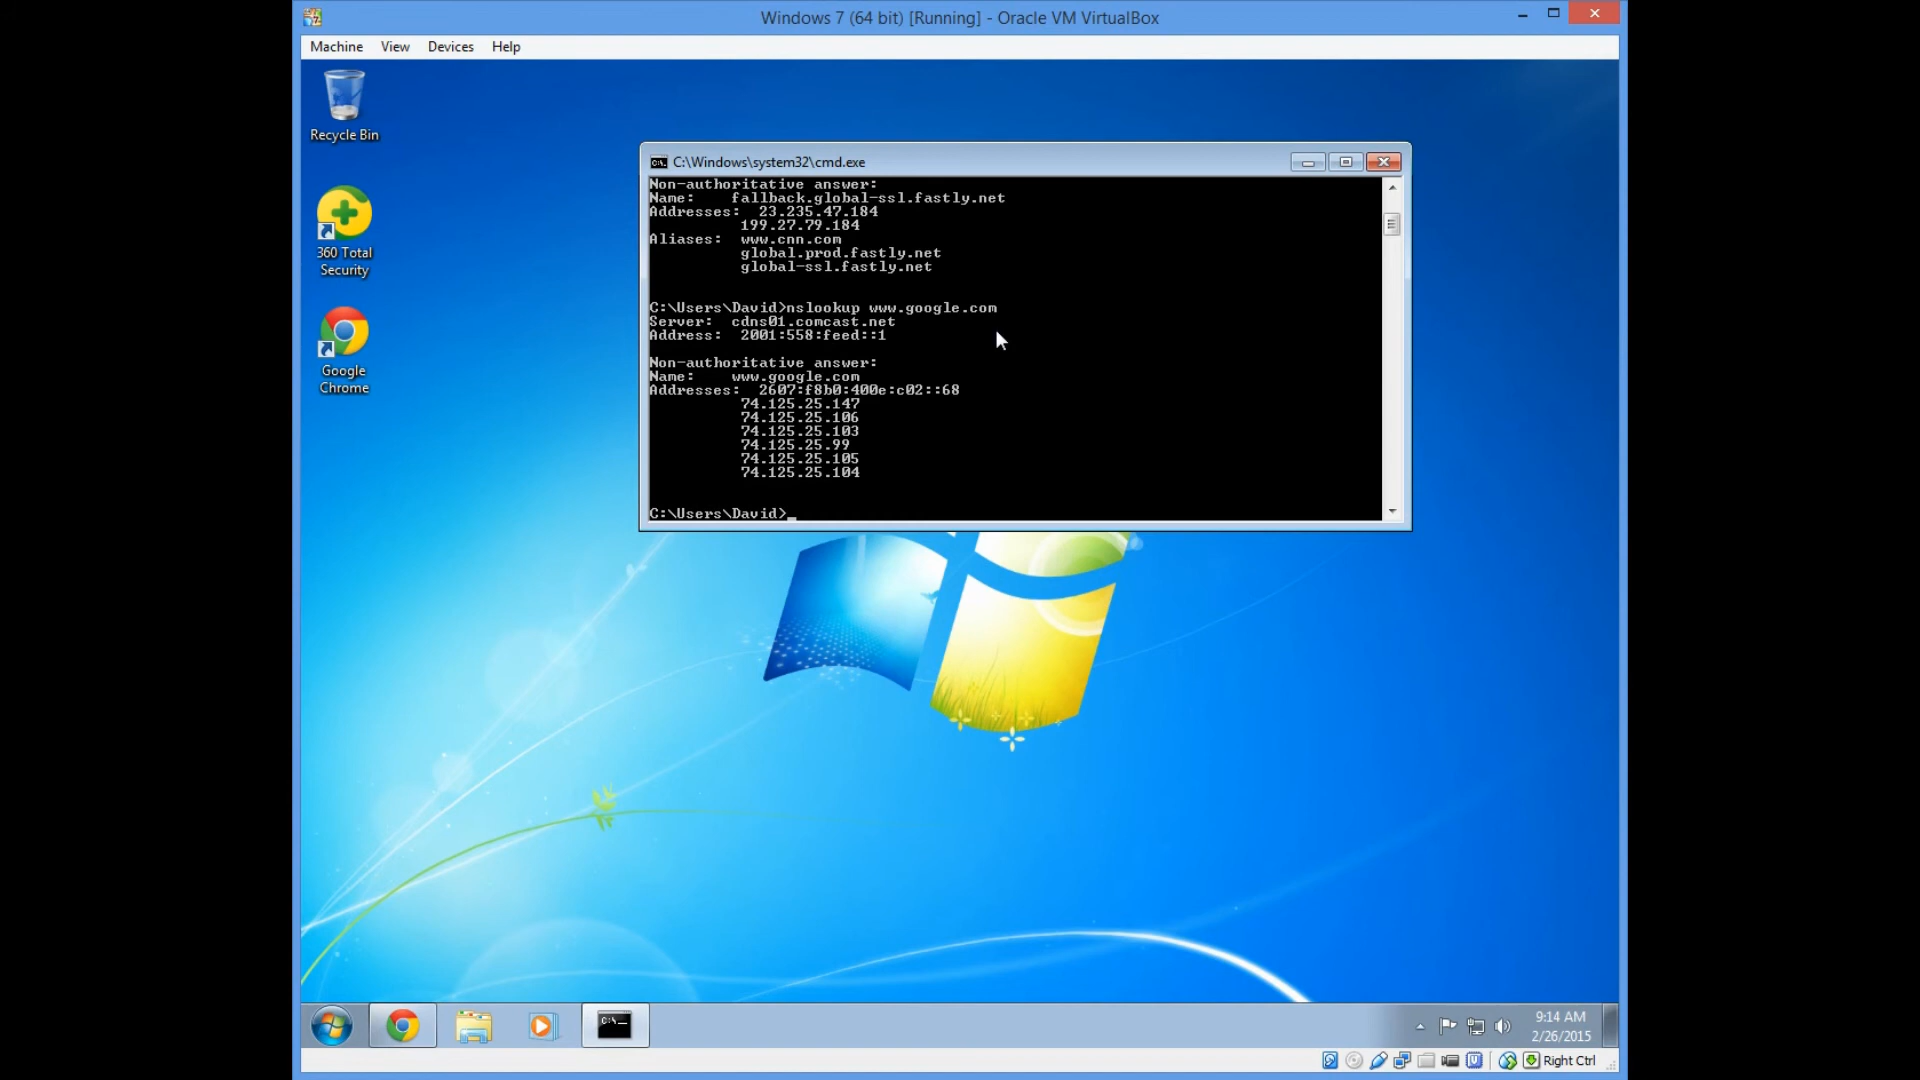 Windows 7 (64 bit) [Running] - Oracle VM VirtualBox
Machine View Devices Help
Recycle Bin
360 Total
Security
Google
Chrome
C:\Windows\system32\cmd.exe
Non-authoritative answer:
Name: fallback.global-ssl.fastly.net
Addresses: 23.235.47.184
199.27.79.184
Aliases: www.cnn.com
global.prod.fastly.net
global-ssl.fastly.net
C:\Users\David>nslookup www.google.com
Server: cdns01.comcast.net
Address: 2001:558:feed::1
Non-authoritative answer:
Name: www.google.com
Addresses: 2607:f8b0:400e:c02::68
74.125.25.147
74.125.25.106
74.125.25.103
74.125.25.99
74.125.25.105
74.125.25.104
C:\Users\David>_
9:14 AM
2/26/2015
Right Ctrl